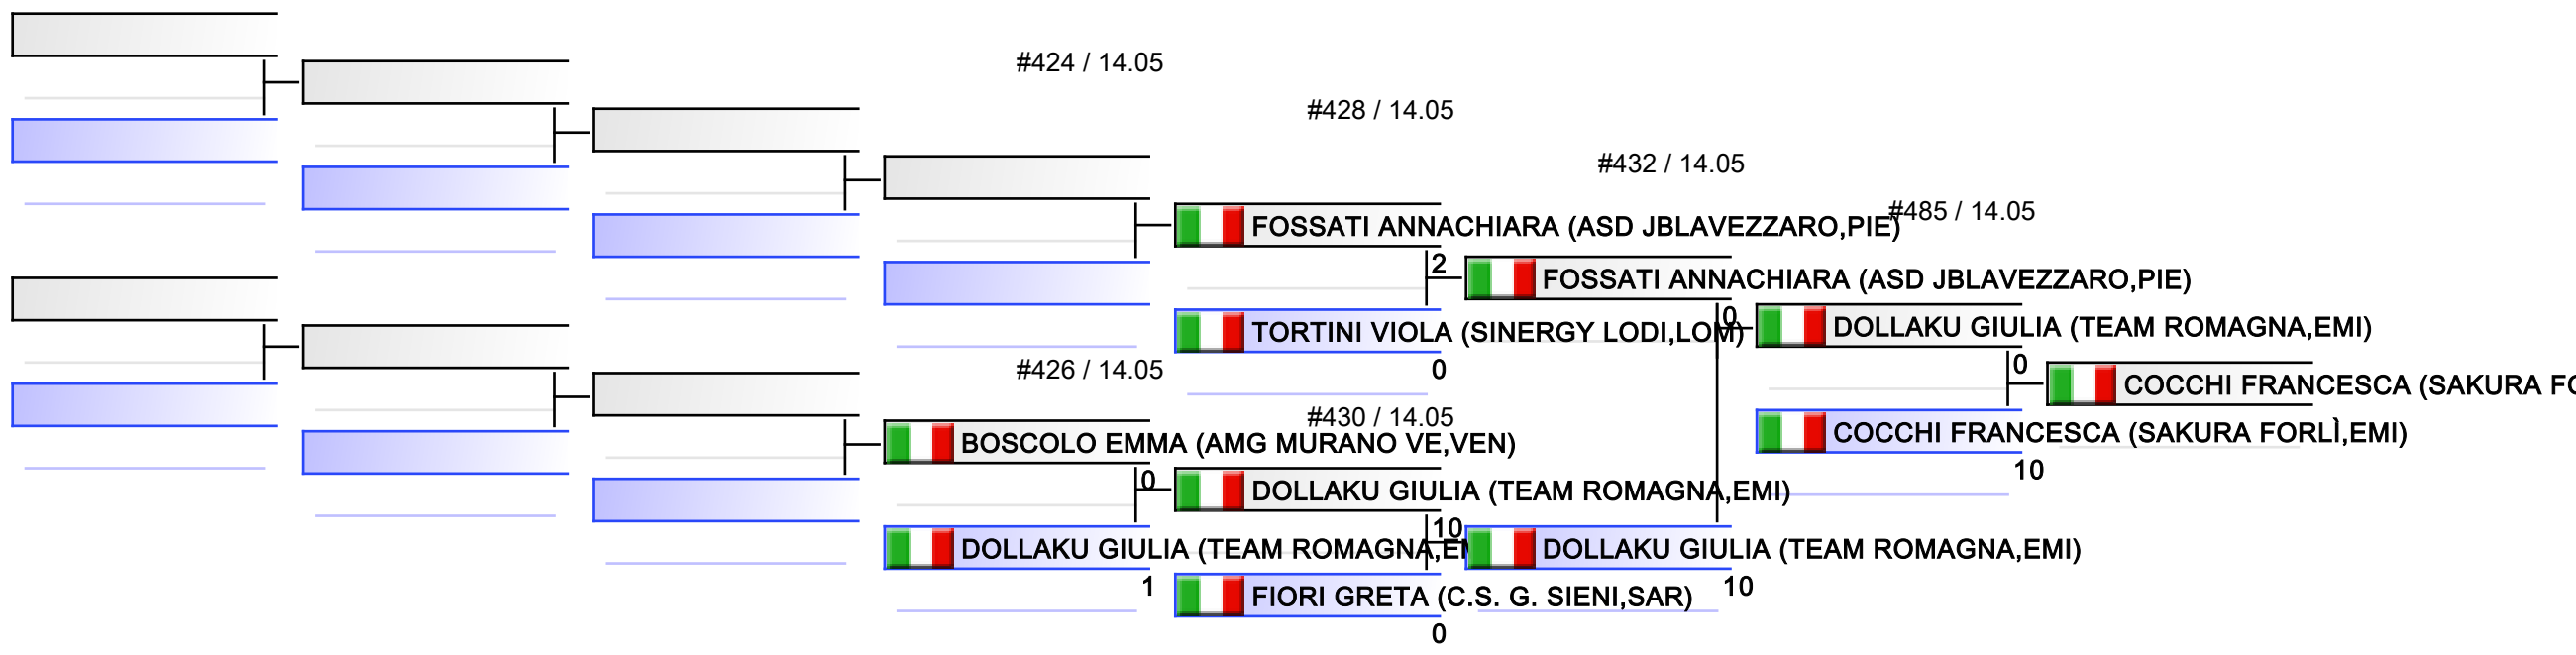 #424 / 14.05
#428 / 14.05
#432 / 14.05
#485 / 14.05
FOSSATI ANNACHIARA (ASD JBLAVEZZARO,PIE)
2
FOSSATI ANNACHIARA (ASD JBLAVEZZARO,PIE)
TORTINI VIOLA (SINERGY LODI,LOM)
0
0
DOLLAKU GIULIA (TEAM ROMAGNA,EMI)
0
COCCHI FRANCESCA (SAKURA FO
COCCHI FRANCESCA (SAKURA FORLÌ,EMI)
10
#426 / 14.05
#430 / 14.05
BOSCOLO EMMA (AMG MURANO VE,VEN)
0
DOLLAKU GIULIA (TEAM ROMAGNA,EMI)
10
DOLLAKU GIULIA (TEAM ROMAGNA,EM
1
DOLLAKU GIULIA (TEAM ROMAGNA,EMI)
10
FIORI GRETA (C.S. G. SIENI,SAR)
0